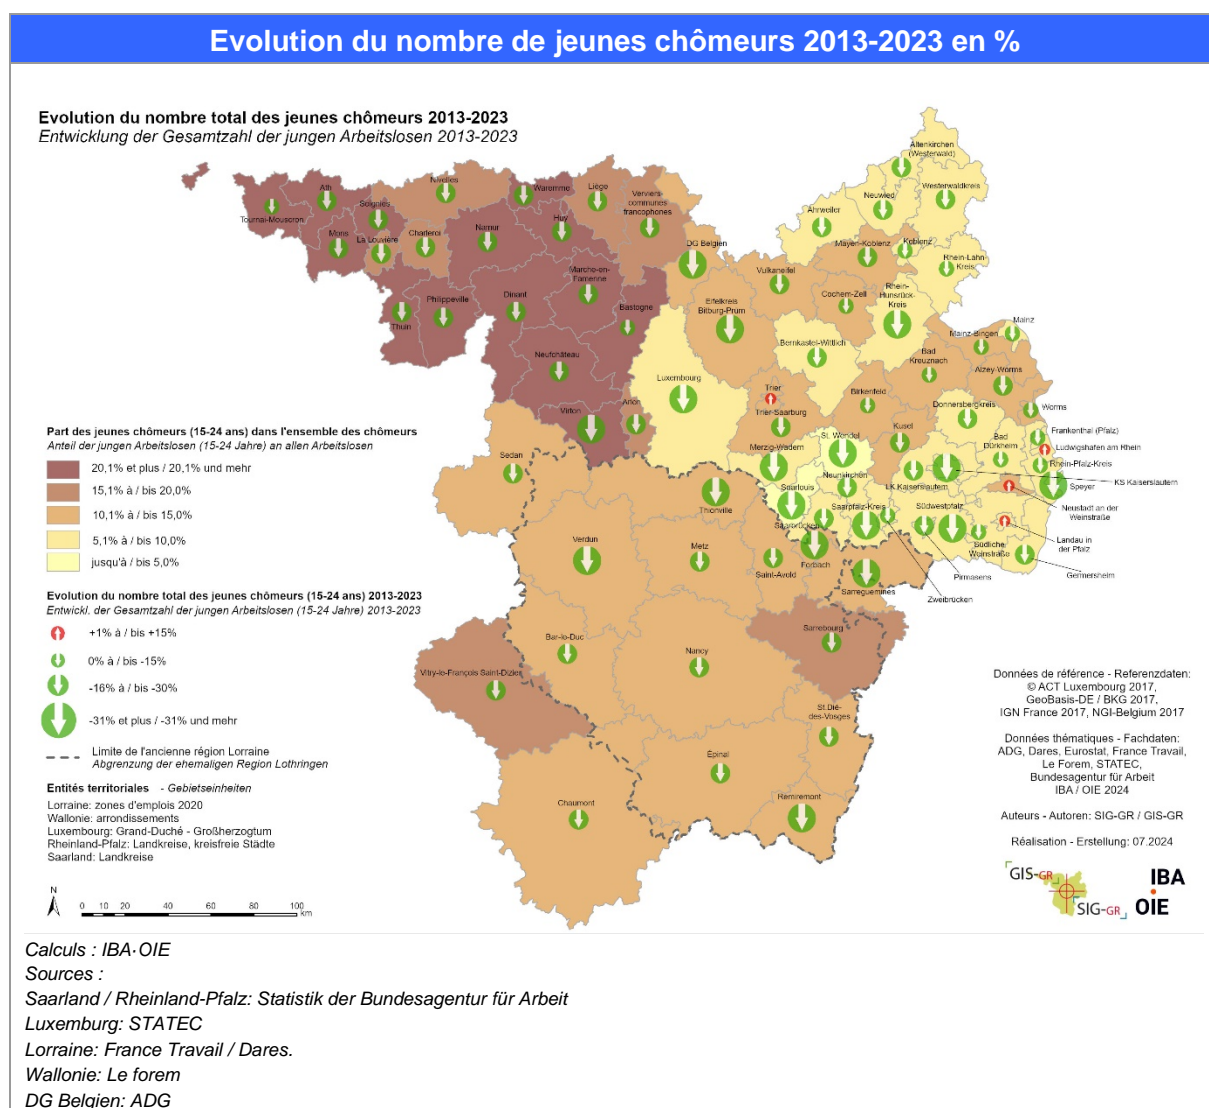 Evolution du nombre de jeunes chômeurs 2013-2023 en %
Evolution du nombre total des jeunes chômeurs 2013-2023
Entwicklung der Gesamtzahl der jungen Arbeitslosen 2013-2023
Altenkirchen
(Westerwald)
Neuwied
Westerwaldkreis
Ahrweiler
Mayen-Koblenz
Koblenz
Rhein-Lahn
Kreis
Ath
Tournai-Mouscron
Soignies
Mons
La Louvière
Nivelles
Charleroi
Waremme
Liège
Verviers-
communes
francophones
Huy
Namur
DG Belgien
Vulkaneifel
Cochem-Zell
Rhein-
Hunsrück-
Kreis
Eifelkreis
Bitburg-Prüm
Marche-en-
Famenne
Dinant
Philippeville
Thuin
Bastogne
Neufchâteau
Virton
Arlon
Luxembourg
Bernkastel-Wittlich
Mainz
Mainz-Bingen
Bad
Kreuznach
Alzey-Worms
Trier
Trier-Saarburg
Birkenfeld
Donnersbergkreis
Worms
Frankenthal (Pfalz)
Ludwigshafen am Rhein
Rhein-Pfalz-Kreis
KS Kaiserslautern
Speyer
Merzig-Wadern
St. Wendel
Kusel
Bad
Dürkheim
Neunkirchen
LK Kaiserslautern
Saarlouis
Saarpfalz-Kreis
Saarbrücken
Südwestpfalz
Neustadt an der
Weinstraße
Landau in
der Pfalz
Südliche
Weinstraße
Germersheim
Pirmasens
Zweibrücken
Sedan
Thionville
Verdun
Metz
Saint-Avold
Forbach
Sarreguemines
Sarrebourg
Bar-le-Duc
Nancy
Vitry-le-François Saint-Dizier
St.Dié-
des-Vosges
Épinal
Remiremont
Chaumont
Part des jeunes chômeurs (15-24 ans) dans l'ensemble des chômeurs
Anteil der jungen Arbeitslosen (15-24 Jahre) an allen Arbeitslosen
20,1% et plus / 20,1% und mehr
15,1% à / bis 20,0%
10,1% à / bis 15,0%
5,1% à / bis 10,0%
jusqu'à / bis 5,0%
Evolution du nombre total des jeunes chômeurs (15-24 ans) 2013-2023
Entwickl. der Gesamtzahl der jungen Arbeitslosen (15-24 Jahre) 2013-2023
+1% à / bis +15%
0% à / bis -15%
-16% à / bis -30%
-31% et plus / -31% und mehr
Limite de l'ancienne région Lorraine
Abgrenzung der ehemaligen Region Lothringen
Entités territoriales - Gebietseinheiten
Lorraine: zones d'emplois 2020
Wallonie: arrondissements
Luxembourg: Grand-Duché - Großherzogtum
Rheinland-Pfalz: Landkreise, kreisfreie Städte
Saarland: Landkreise
N
0 10 20 40 60 80 100
km
Données de référence - Referenzdaten:
© ACT Luxembourg 2017,
GeoBasis-DE / BKG 2017,
IGN France 2017, NGI-Belgium 2017
Données thématiques - Fachdaten:
ADG, Dares, Eurostat, France Travail,
Le Forem, STATEC,
Bundesagentur für Arbeit
IBA / OIE 2024
Auteurs - Autoren: SIG-GR / GIS-GR
Réalisation - Erstellung: 07.2024
GIS-GR
SIG-GR
IBA
OIE
Calculs : IBA·OIE
Sources :
Saarland / Rheinland-Pfalz: Statistik der Bundesagentur für Arbeit
Luxemburg: STATEC
Lorraine: France Travail / Dares.
Wallonie: Le forem
DG Belgien: ADG